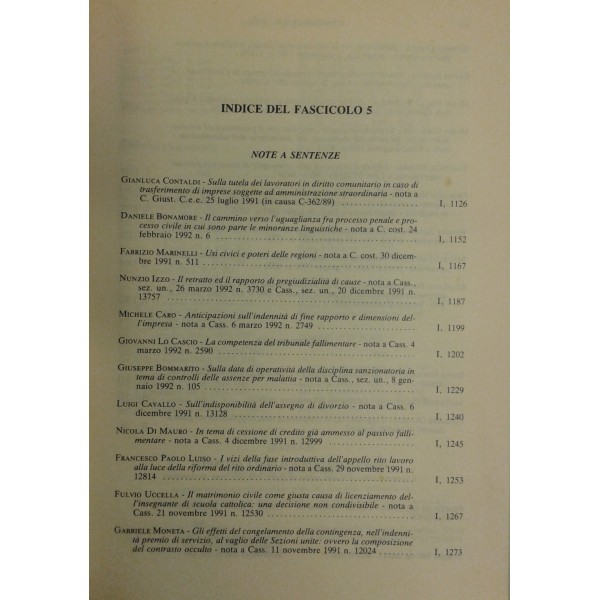 INDICE DEL FASCICOLO 5
NOTE A SENTENZE
GIANLUCA CONTALDI - Sulla tutela dei lavoratori in diritto comunitario in caso di
trasferimento di imprese soggette ad amministrazione straordinaria - nota a
C. Giust. C.e.e. 25 luglio 1991 (in causa C-362/89) I, 1126
DANIELE BONAMORE - Il cammino verso l'uguaglianza fra processo penale e pro-
cesso civile in cui sono parte le minoranze linguistiche - nota a C. cost. 24
febbraio 1992 n. 6 I, 1152
FABRIZIO MARINELLI - Usi civici e poteri delle regioni - nota a C. cost. 30 dicem-
bre 1991 n. 511 I, 1167
NUNZIO IZZO - Il retratto ed il rapporto di pregiudizialità di cause - nota a Cass.,
sez. un., 26 marzo 1992 n. 3730 e Cass., sez. un., 20 dicembre 1991 n.
13757 I, 1187
MICHELE CARO - Anticipazioni sull'indennità di fine rapporto e dimensioni del-
l'impresa - nota a Cass. 6 marzo 1992 n. 2749 I, 1199
GIOVANNI LO CASCIO - La competenza del tribunale fallimentare - nota a Cass. 4
marzo 1992 n. 2590 I, 1202
GIUSEPPE BOMMARITO - Sulla data di operatività della disciplina sanzionatoria in
tema di controlli delle assenze per malattia - nota a Cass., sez. un., 8 gen-
naio 1992 n. 105 I, 1229
LUIGI CAVALLO - Sull'indisponibilità dell'assegno di divorzio - nota a Cass. 6
dicembre 1991 n. 13128 I, 1240
NICOLA DI MAURO - In tema di cessione di credito già ammesso al passivo falli-
mentare - nota a Cass. 4 dicembre 1991 n. 12999 I, 1245
FRANCESCO PAOLO LUISO - I vizi della fase introduttiva dell'appello rito lavoro
alla luce della riforma del rito ordinario - nota a Cass. 29 novembre 1991 n.
12814 I, 1253
FULVIO UCCELLA - Il matrimonio civile come giusta causa di licenziamento del-
l'insegnante di scuola cattolica: una decisione non condivisibile - nota a
Cass. 21 novembre 1991 n. 12530 I, 1267
GABRIELE MONETA - Gli effetti del congelamento della contingenza, nell'inden-
nità premio di servizio, al vaglio delle Sezioni unite: ovvero la composizione
del contrasto occulto - nota a Cass. 11 novembre 1991 n. 12024 I, 1273